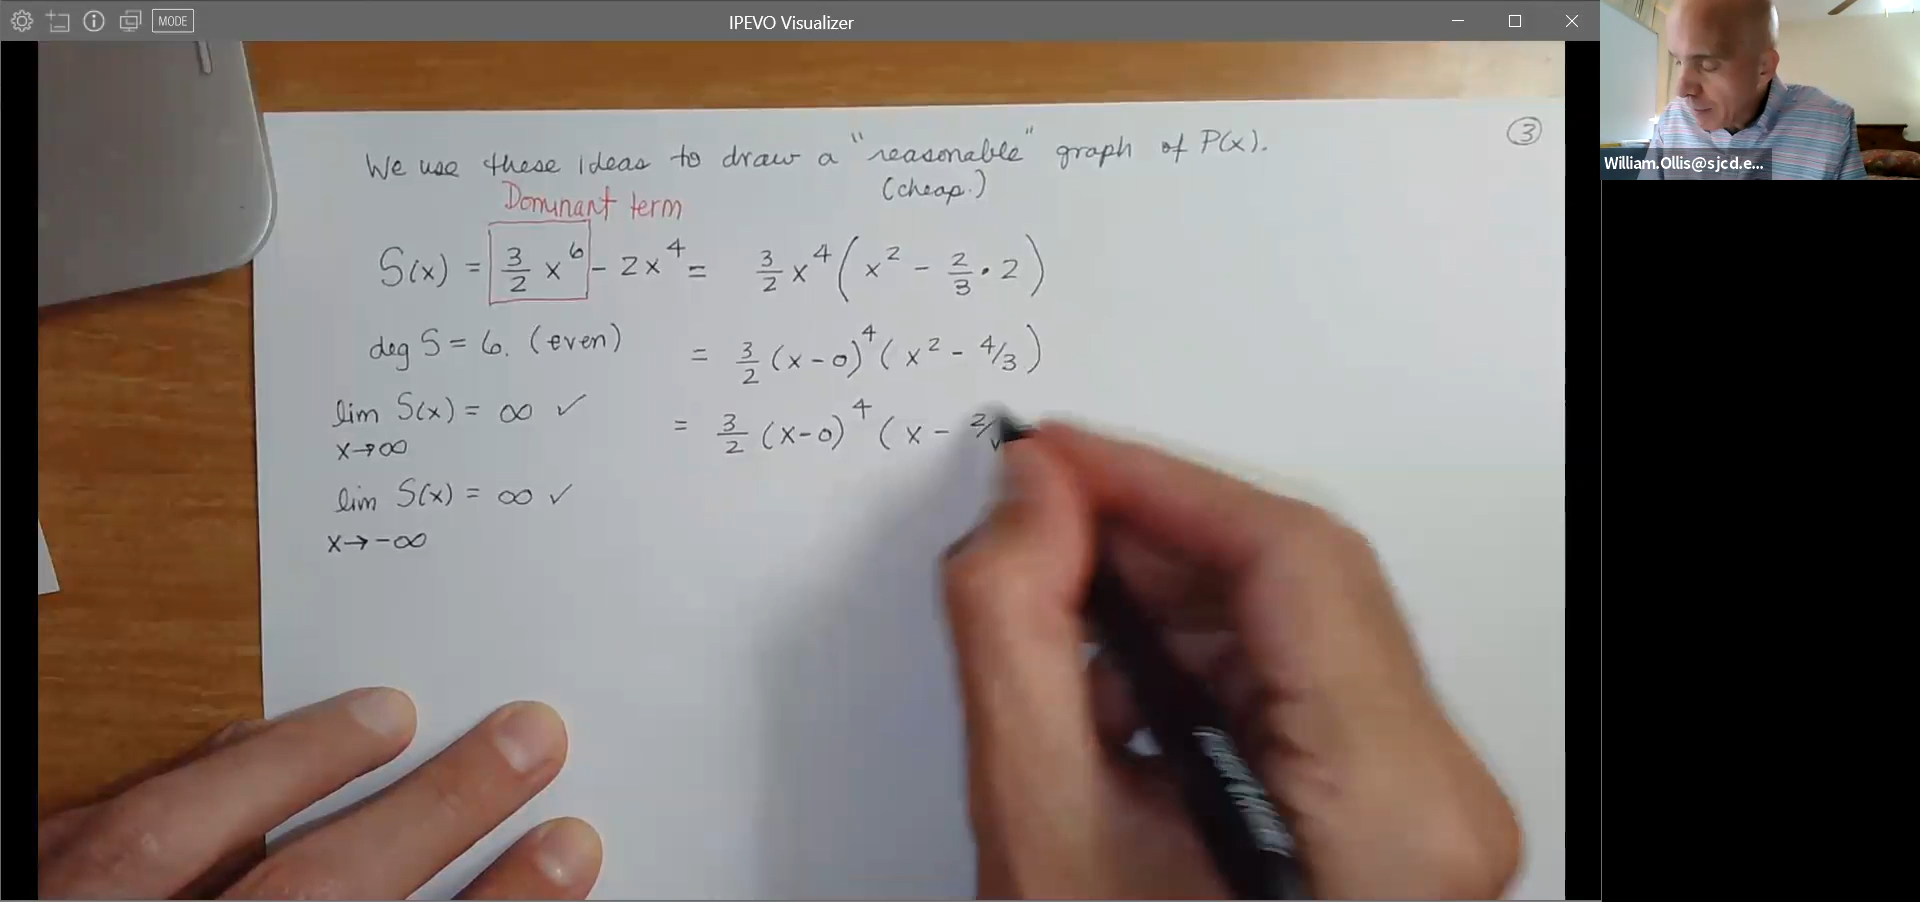 MODE
IPEVO Visualizer
William.Ollis@sjcd.e...
3
We use these ideas to draw a "reasonable" graph of P(x).
(cheap.)
Dominant term
S(x) = 3/2 x^6 - 2x^4 = 3/2 x^4 (x^2 - 2/3 · 2)
deg S = 6. (even)
= 3/2 (x-0)^4 (x^2 - 4/3)
lim S(x) = ∞ ✓
x→∞
= 3/2 (x-0)^4 (x - 2/√
lim S(x) = ∞ ✓
x→-∞